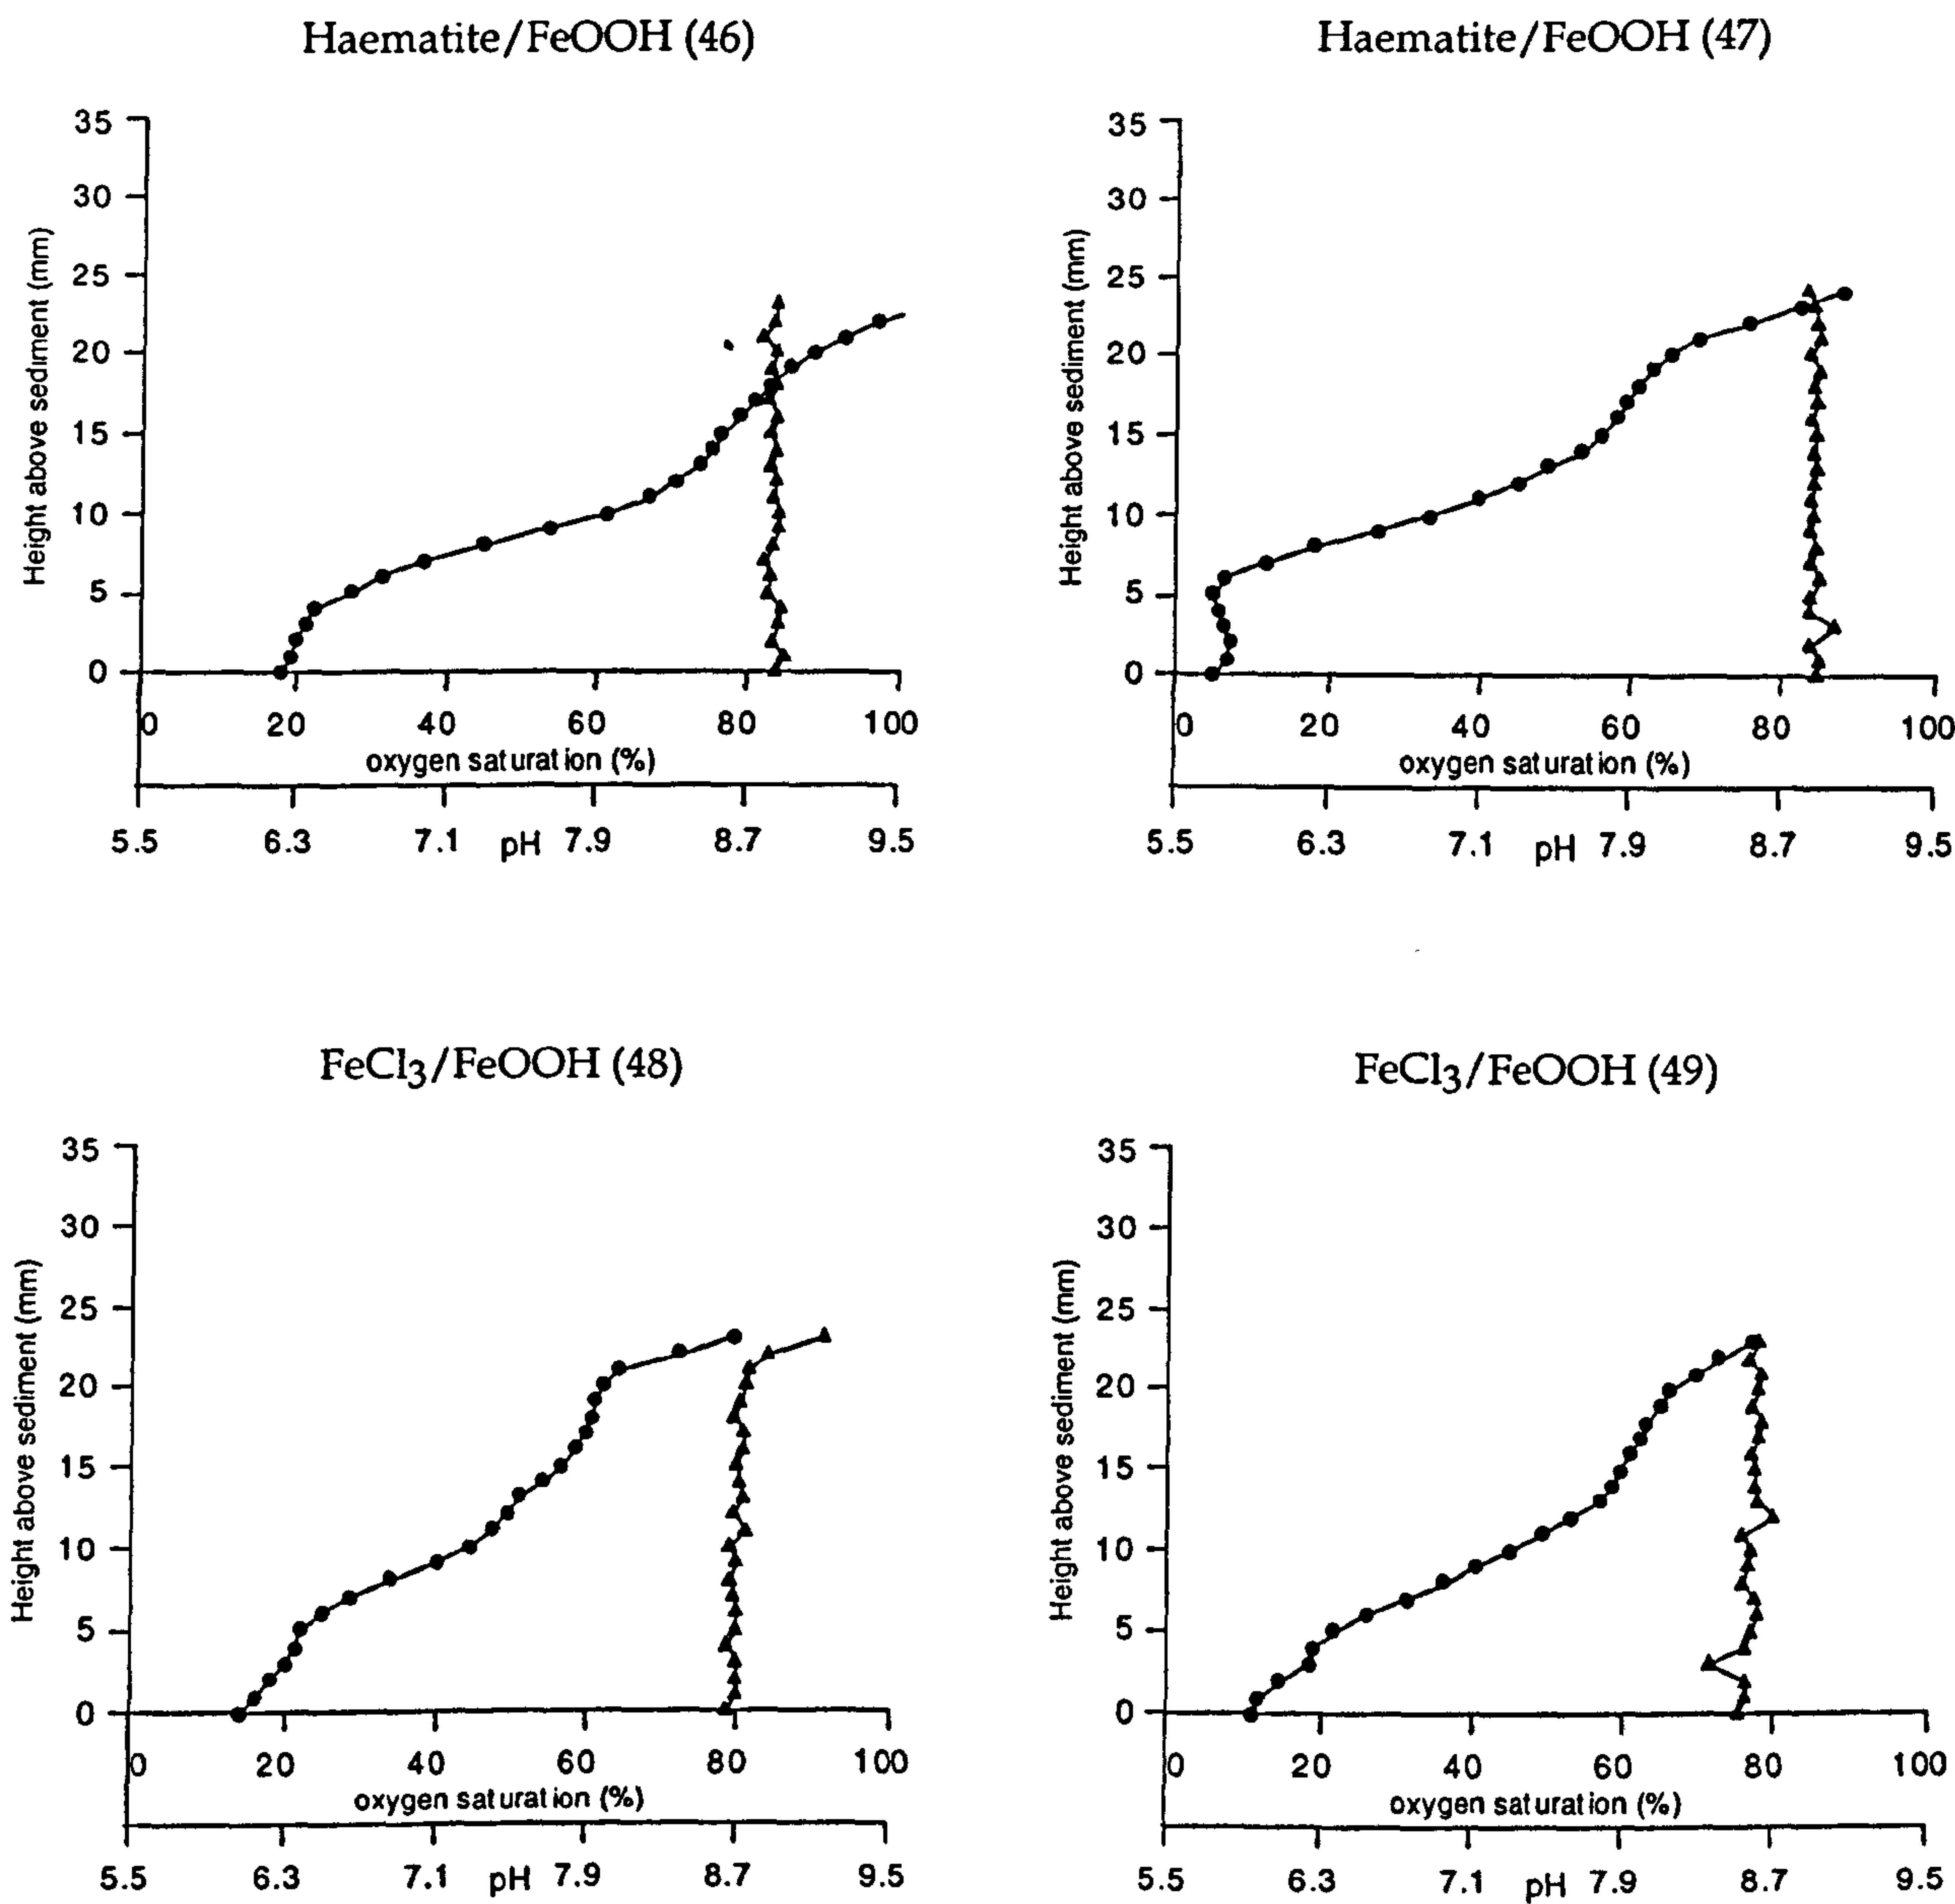 Haematite/FeOOH (46)
35
30
25
20
15
10
5
0
Height above sediment (mm)
0 20 40 60 80 100
oxygen saturation (%)
5.5 6.3 7.1 pH 7.9 8.7 9.5
Haematite/FeOOH (47)
35
30
25
20
15
10
5
0
Height above sediment (mm)
0 20 40 60 80 100
oxygen saturation (%)
5.5 6.3 7.1 pH 7.9 8.7 9.5
FeCl3/FeOOH (48)
35
30
25
20
15
10
5
0
Height above sediment (mm)
0 20 40 60 80 100
oxygen saturation (%)
5.5 6.3 7.1 pH 7.9 8.7 9.5
FeCl3/FeOOH (49)
35
30
25
20
15
10
5
0
Height above sediment (mm)
0 20 40 60 80 100
oxygen saturation (%)
5.5 6.3 7.1 pH 7.9 8.7 9.5